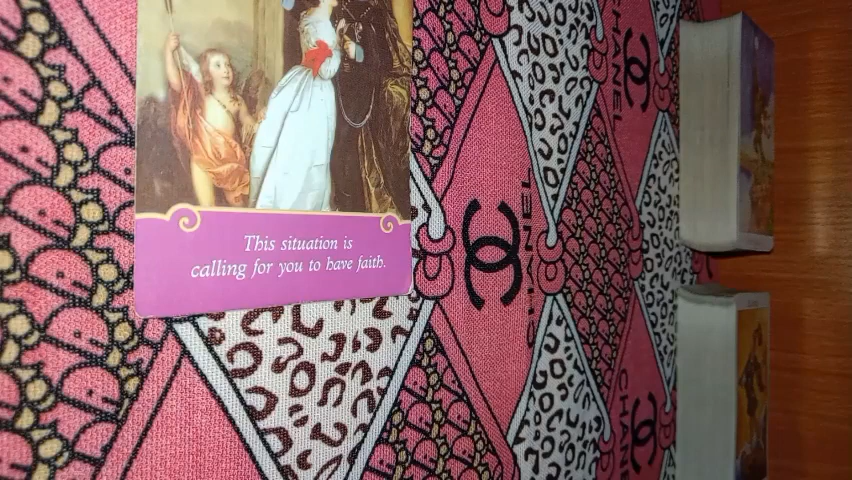 This situation is
calling for you to have faith.
CHANEL
CHANEL
CHANEL